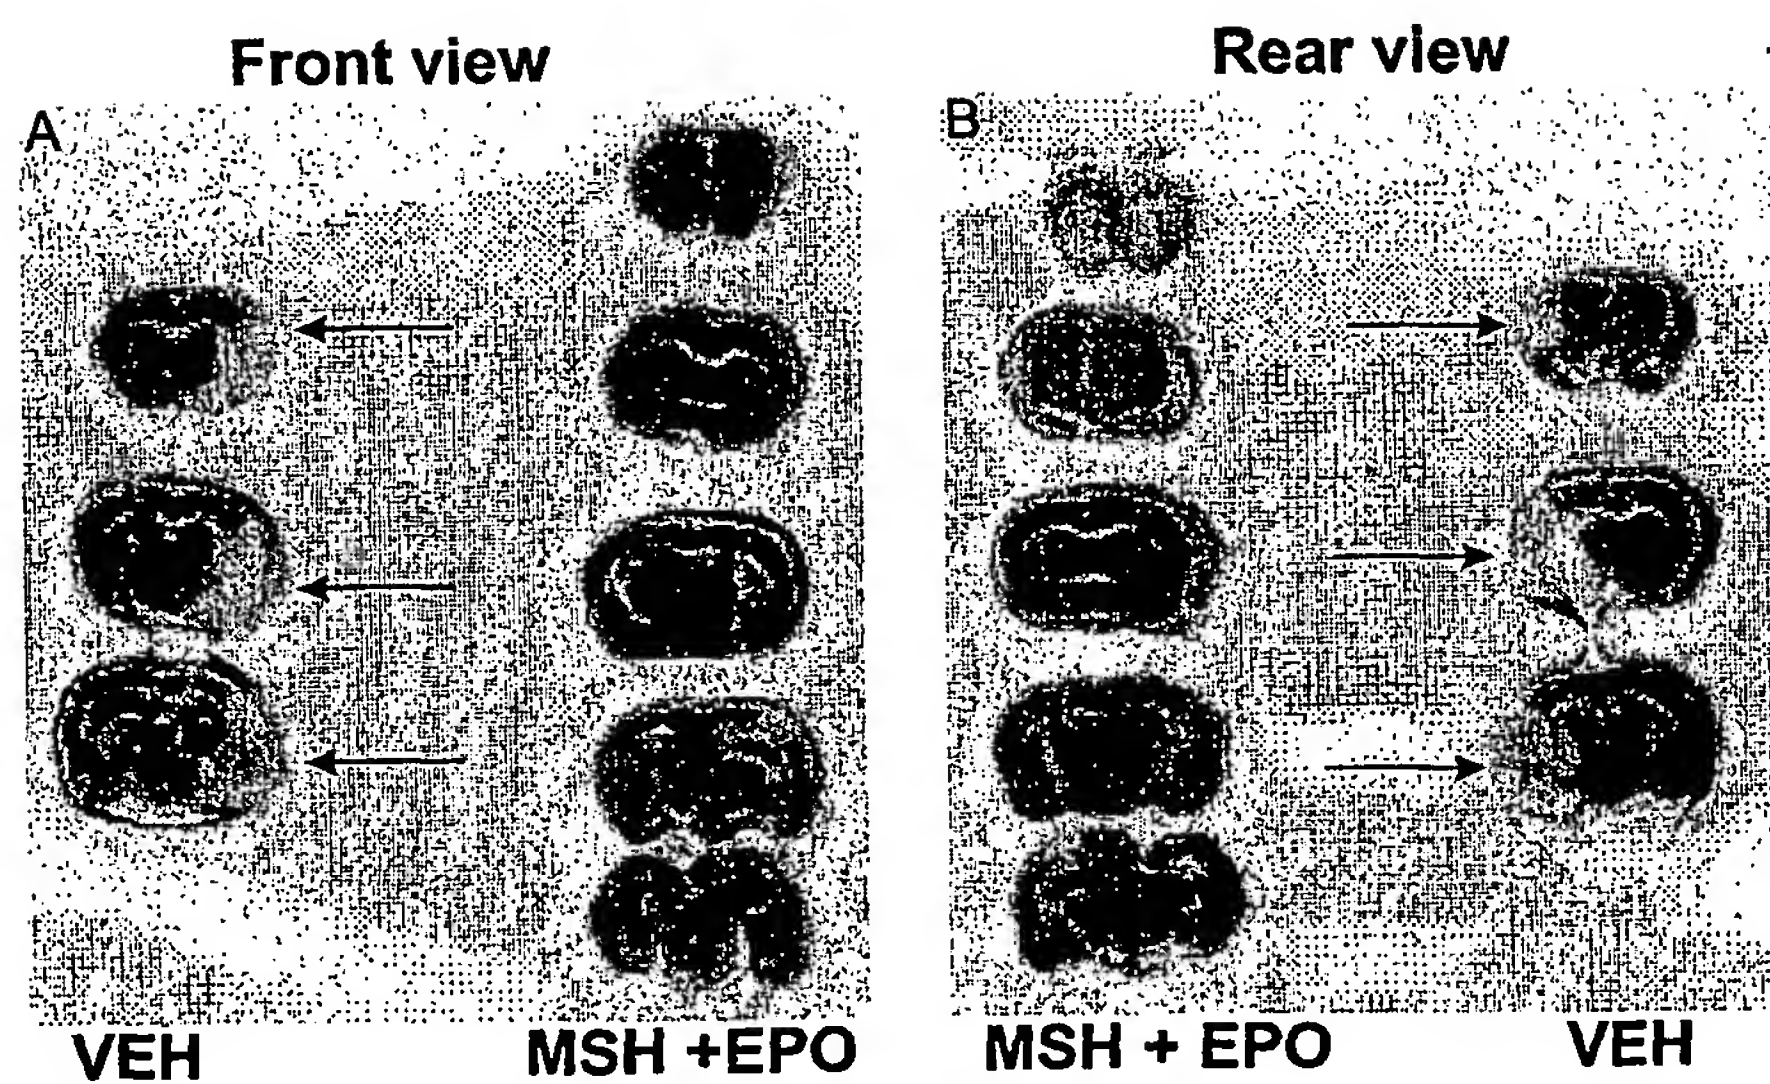 Front view
Rear view
A
B
VEH
MSH +EPO
MSH + EPO
VEH